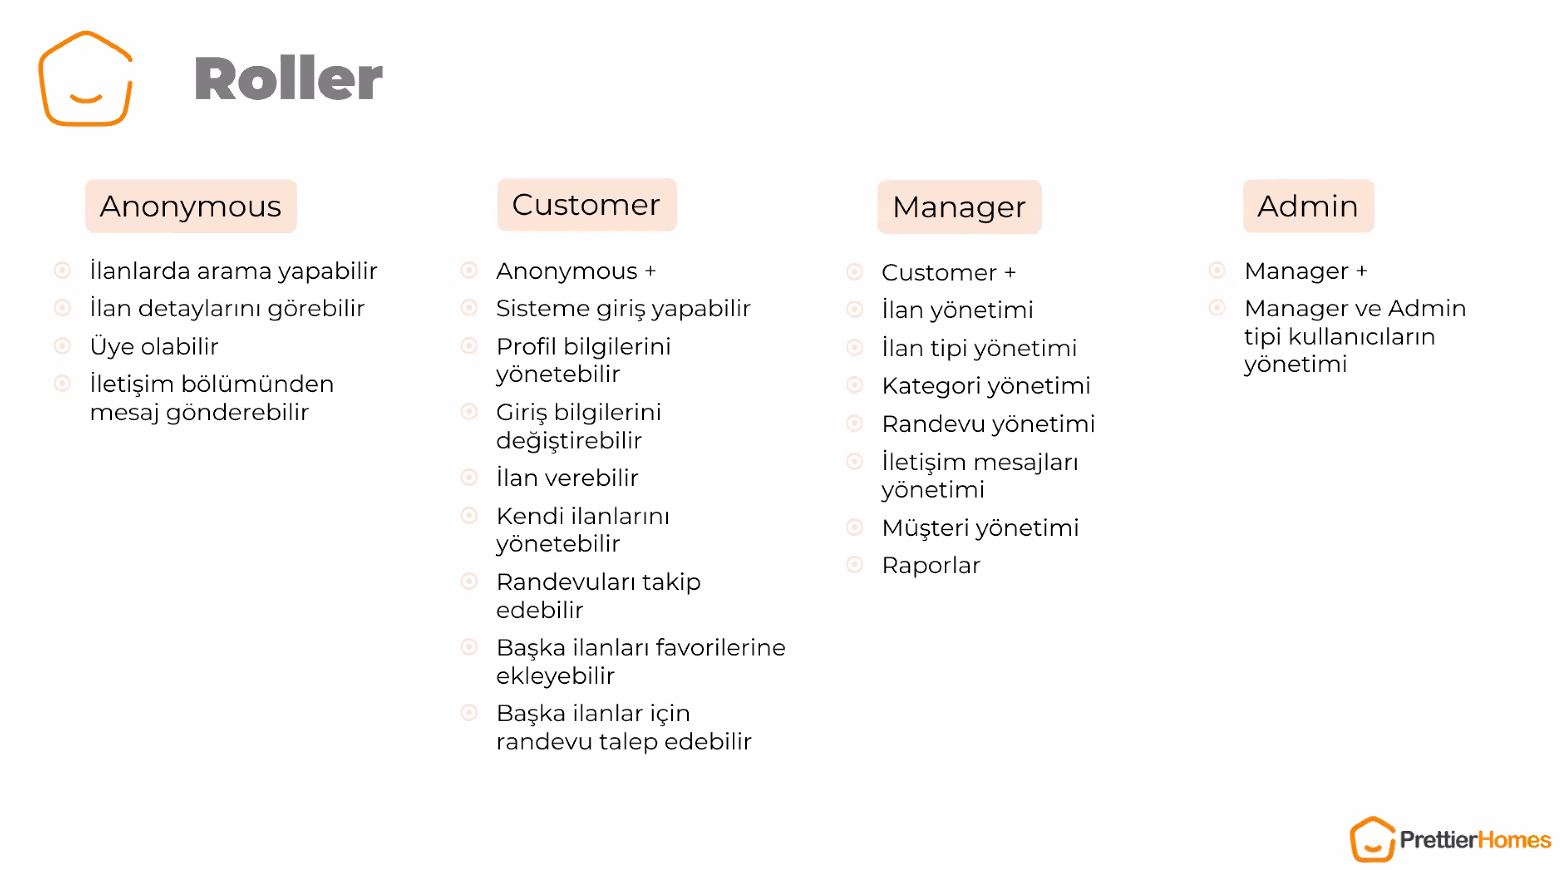 Roller
Anonymous
İlanlarda arama yapabilir
İlan detaylarını görebilir
Üye olabilir
İletişim bölümünden
mesaj gönderebilir
Customer
Anonymous +
Sisteme giriş yapabilir
Profil bilgilerini
yönetebilir
Giriş bilgilerini
değiştirebilir
İlan verebilir
Kendi ilanlarını
yönetebilir
Randevuları takip
edebilir
Başka ilanları favorilerine
ekleyebilir
Başka ilanlar için
randevu talep edebilir
Manager
Customer +
İlan yönetimi
İlan tipi yönetimi
Kategori yönetimi
Randevu yönetimi
İletişim mesajları
yönetimi
Müşteri yönetimi
Raporlar
Admin
Manager +
Manager ve Admin
tipi kullanıcıların
yönetimi
PrettierHomes